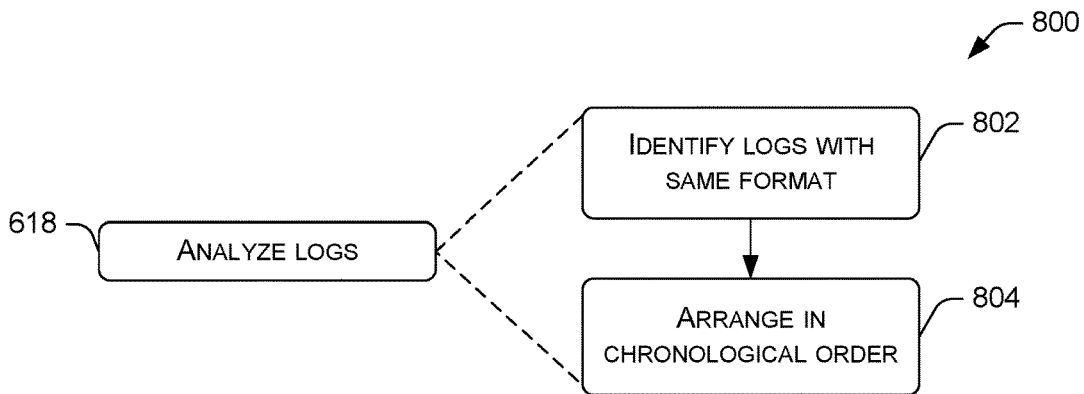 800
IDENTIFY LOGS WITH
SAME FORMAT
802
618
ANALYZE LOGS
ARRANGE IN
CHRONOLOGICAL ORDER
804